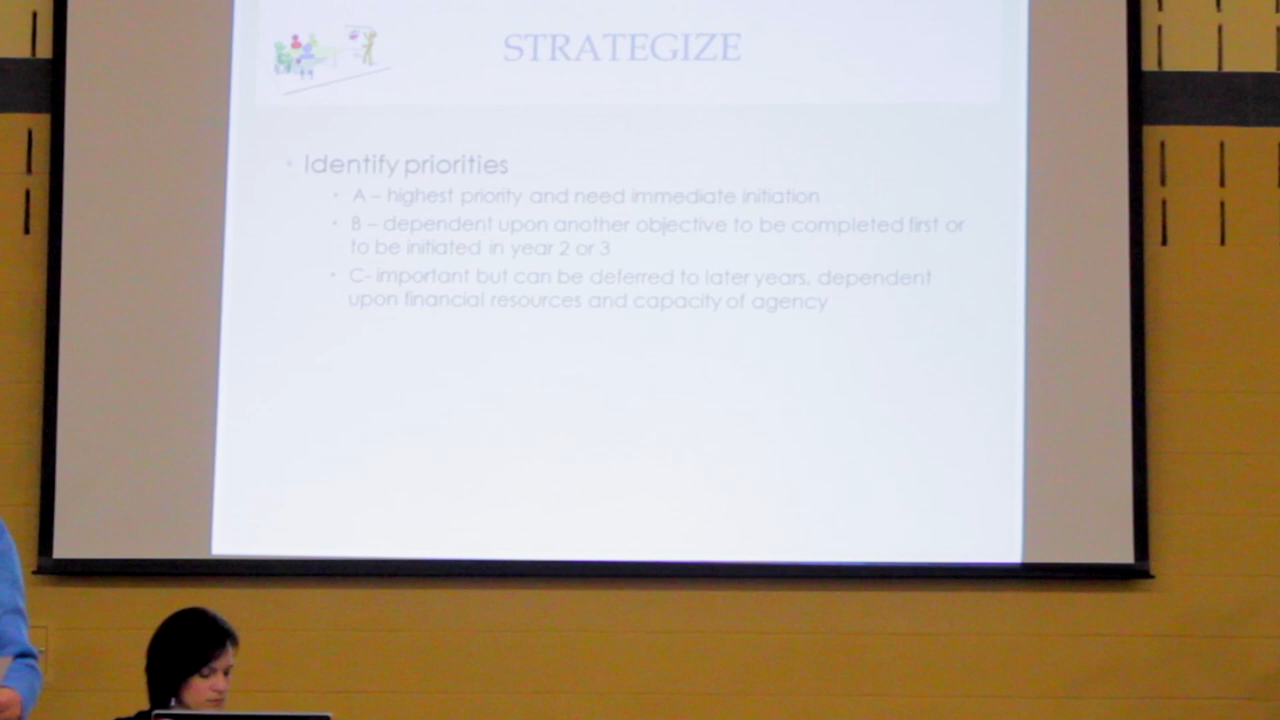 STRATEGIZE
• Identify priorities
• A – highest priority and need immediate initiation
• B – dependent upon another objective to be completed first or
to be initiated in year 2 or 3
• C- important but can be deferred to later years, dependent
upon financial resources and capacity of agency